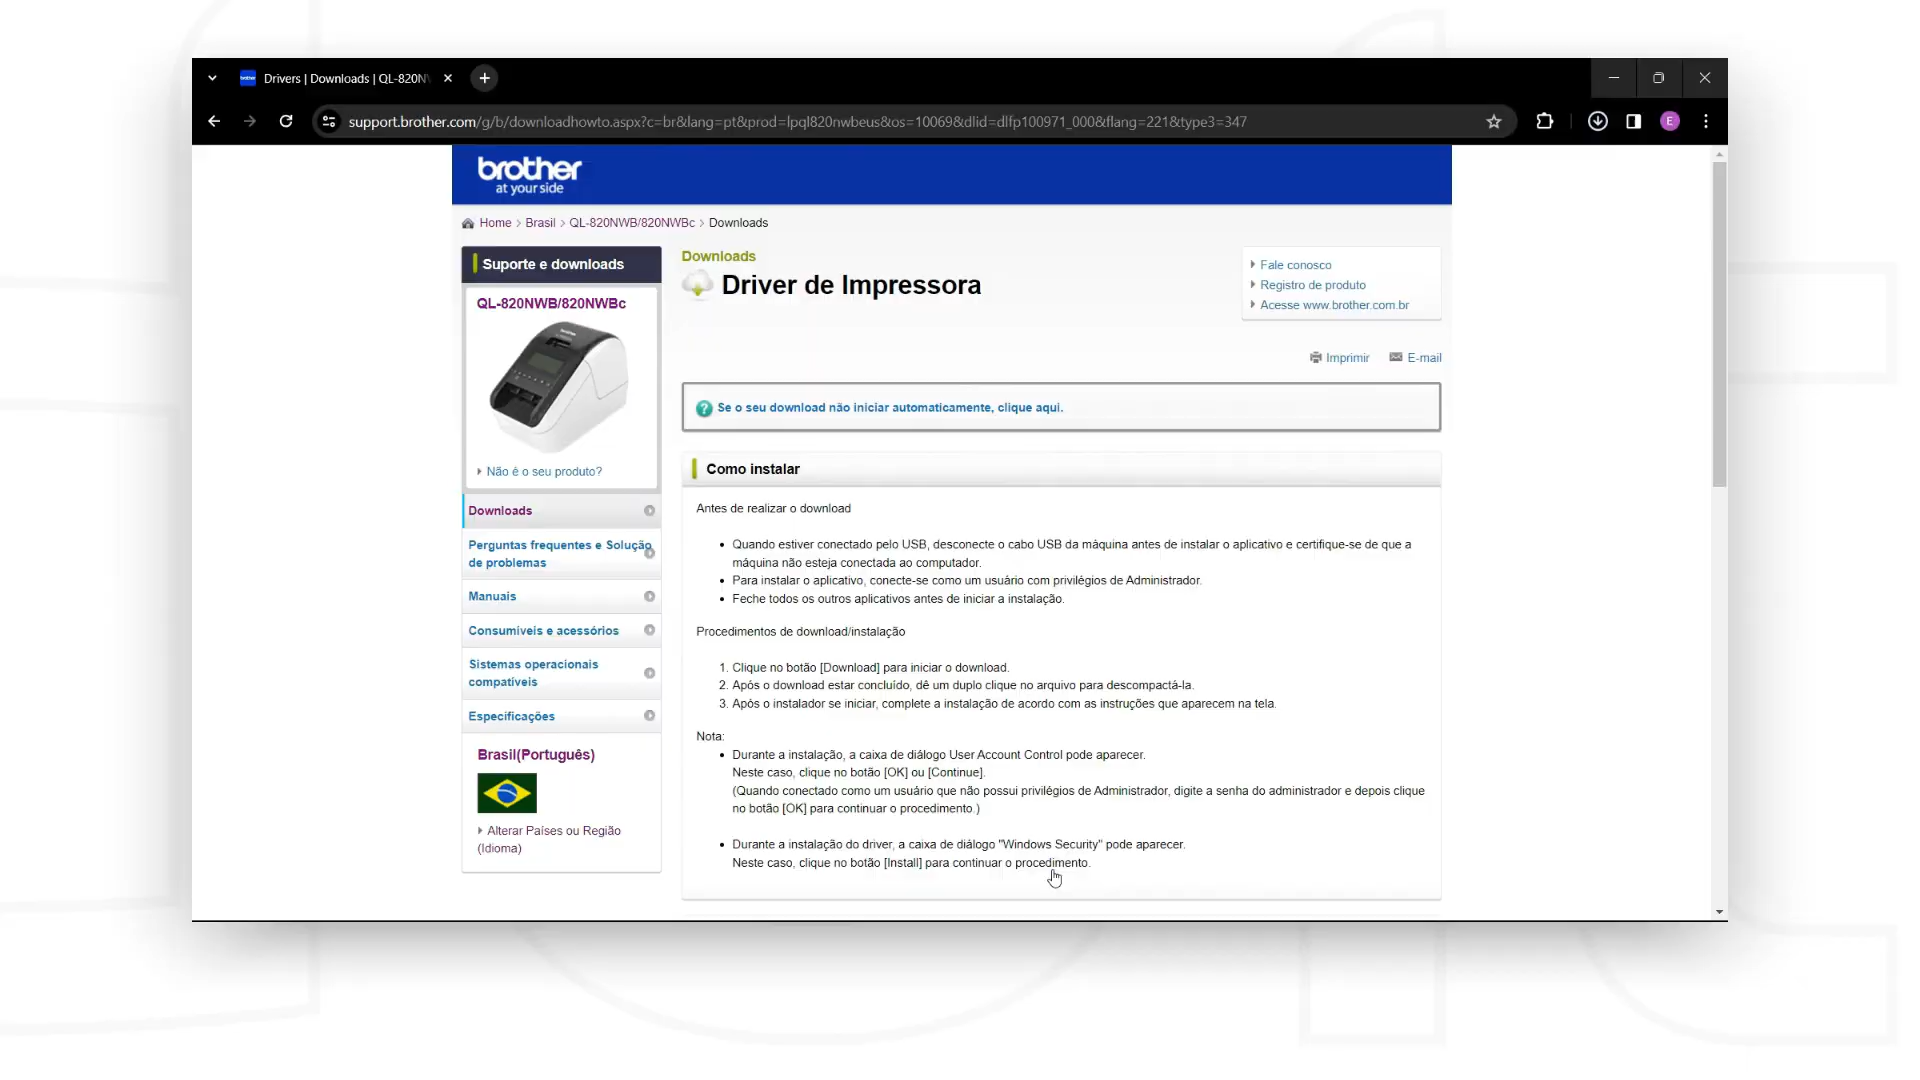 Drivers | Downloads | QL-820N
support.brother.com/g/b/downloadhowto.aspx?c=br&lang=pt&prod=lpql820nwbeus&os=10069&dlid=dlfp100971_000&flang=221&type3=347
E
brother
at your side
Home > Brasil > QL-820NWB/820NWBc > Downloads
Suporte e downloads
QL-820NWB/820NWBc
Não é o seu produto?
Downloads
Perguntas frequentes e Solução
de problemas
Manuais
Consumíveis e acessórios
Sistemas operacionais
compatíveis
Especificações
Brasil(Português)
Alterar Países ou Região
(Idioma)
Downloads
Driver de Impressora
Fale conosco
Registro de produto
Acesse www.brother.com.br
Imprimir
E-mail
Se o seu download não iniciar automaticamente, clique aqui.
Como instalar
Antes de realizar o download
• Quando estiver conectado pelo USB, desconecte o cabo USB da máquina antes de instalar o aplicativo e certifique-se de que a
máquina não esteja conectada ao computador.
• Para instalar o aplicativo, conecte-se como um usuário com privilégios de Administrador.
• Feche todos os outros aplicativos antes de iniciar a instalação.
Procedimentos de download/instalação
1. Clique no botão [Download] para iniciar o download.
2. Após o download estar concluído, dê um duplo clique no arquivo para descompactá-la.
3. Após o instalador se iniciar, complete a instalação de acordo com as instruções que aparecem na tela.
Nota:
• Durante a instalação, a caixa de diálogo User Account Control pode aparecer.
Neste caso, clique no botão [OK] ou [Continue].
(Quando conectado como um usuário que não possui privilégios de Administrador, digite a senha do administrador e depois clique
no botão [OK] para continuar o procedimento.)
• Durante a instalação do driver, a caixa de diálogo "Windows Security" pode aparecer.
Neste caso, clique no botão [Install] para continuar o procedimento.